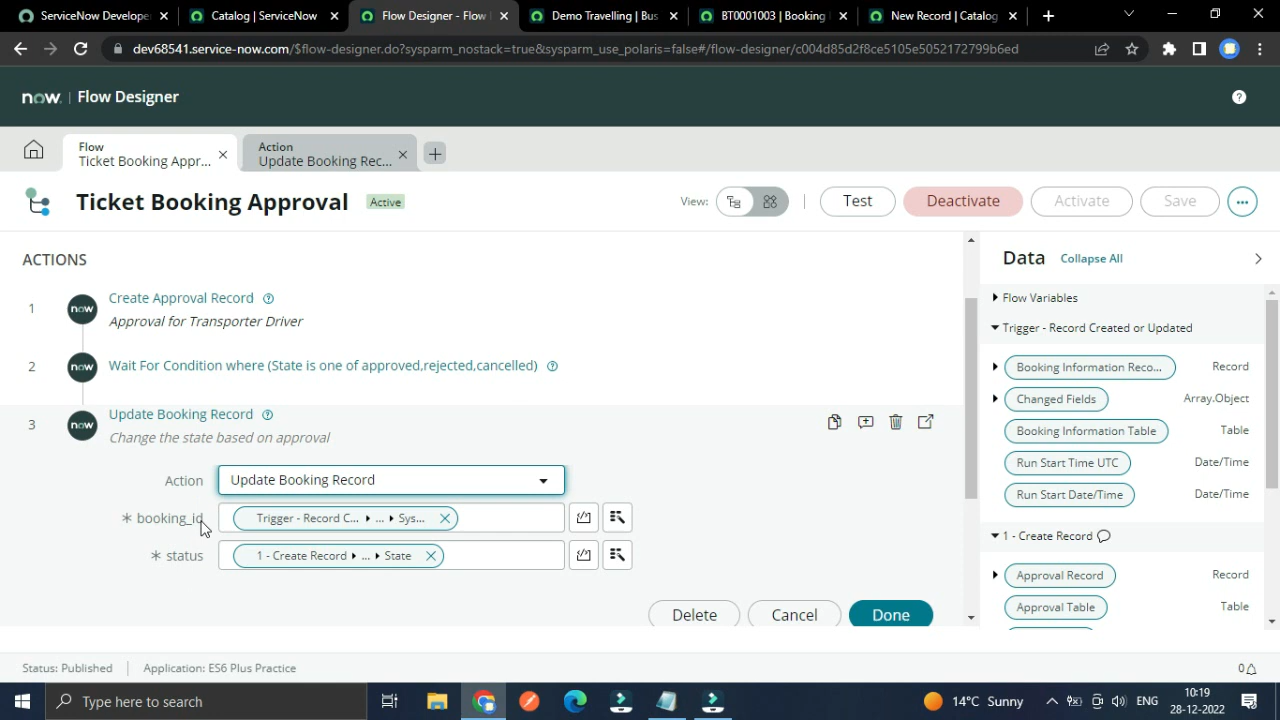 ServiceNow Develope
Catalog | ServiceNow
Flow Designer - Flow
Demo Travelling | Bus
BT0001003 | Booking
New Record | Catalog
dev68541.service-now.com/$flow-designer.do?sysparm_nostack=true&sysparm_use_polaris=false#/flow-designer/c004d85d2f8ce5105e5052172799b6ed
now. | Flow Designer
Flow
Ticket Booking Appr...
Action
Update Booking Rec...
Ticket Booking Approval
Active
View:
Test
Deactivate
Activate
Save
ACTIONS
1
now
Create Approval Record
Approval for Transporter Driver
2
now
Wait For Condition where (State is one of approved,rejected,cancelled)
3
now
Update Booking Record
Change the state based on approval
Action
Update Booking Record
* booking_id
Trigger - Record C... ▸ ... ▸ Sys...
* status
1 - Create Record ▸ ... ▸ State
Delete
Cancel
Done
Data
Collapse All
Flow Variables
Trigger - Record Created or Updated
Booking Information Reco...
Record
Changed Fields
Array.Object
Booking Information Table
Table
Run Start Time UTC
Date/Time
Run Start Date/Time
Date/Time
1 - Create Record
Approval Record
Record
Approval Table
Table
Status: Published
Application: ES6 Plus Practice
0
Type here to search
14°C Sunny
ENG
10:19
28-12-2022